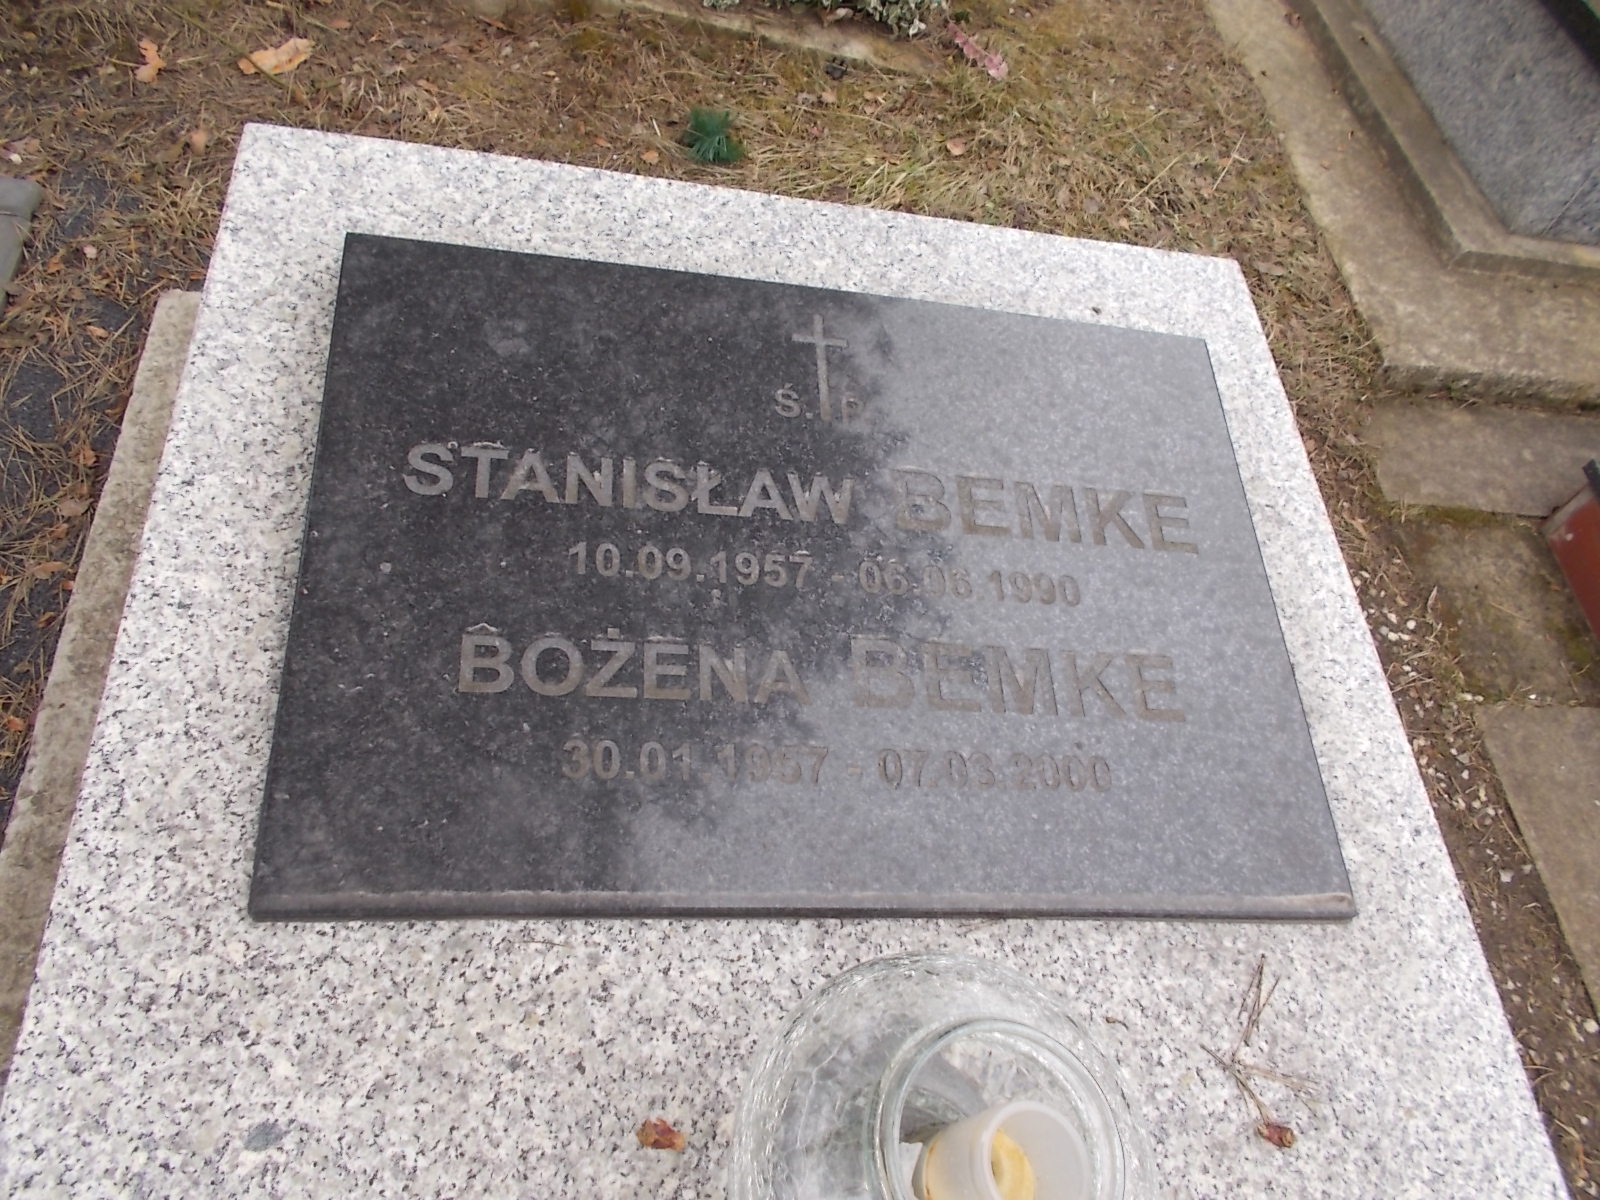 Ś. P.
STANISŁAW BEMKE
10.09.1957 - 06.06.1990
BOŻENA BEMKE
30.01.1957 - 07.03.2000